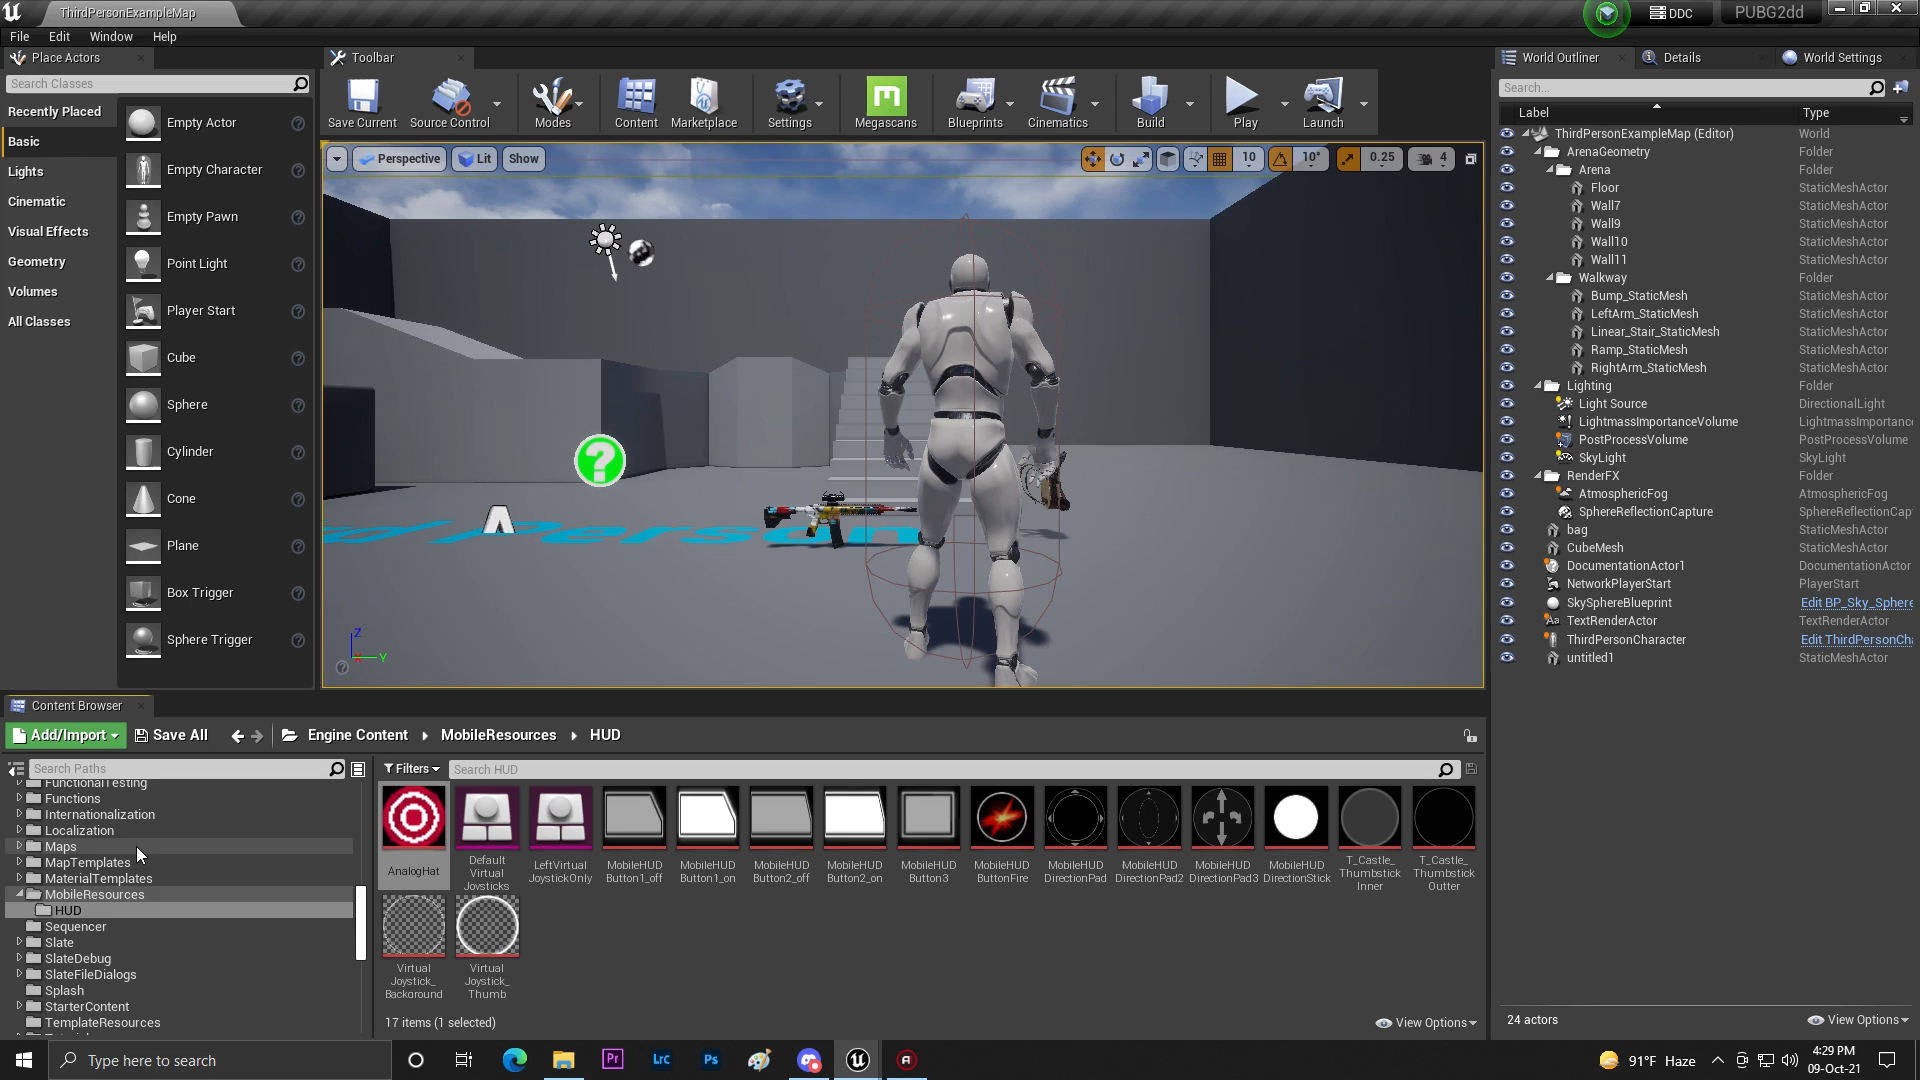 ThirdPersonExampleMap
DDC
PUBG2dd
File
Edit
Window
Help
Place Actors
Search Classes
Recently Placed
Basic
Lights
Cinematic
Visual Effects
Geometry
Volumes
All Classes
Empty Actor
Empty Character
Empty Pawn
Point Light
Player Start
Cube
Sphere
Cylinder
Cone
Plane
Box Trigger
Sphere Trigger
Toolbar
Save Current
Source Control
Modes
Content
Marketplace
Settings
Megascans
Blueprints
Cinematics
Build
Play
Launch
Perspective
Lit
Show
10
10°
0.25
4
d Person
Z
X
Y
World Outliner
Details
World Settings
Search...
Label
Type
ThirdPersonExampleMap (Editor) World
ArenaGeometry Folder
Arena Folder
Floor StaticMeshActor
Wall7 StaticMeshActor
Wall9 StaticMeshActor
Wall10 StaticMeshActor
Wall11 StaticMeshActor
Walkway Folder
Bump_StaticMesh StaticMeshActor
LeftArm_StaticMesh StaticMeshActor
Linear_Stair_StaticMesh StaticMeshActor
Ramp_StaticMesh StaticMeshActor
RightArm_StaticMesh StaticMeshActor
Lighting Folder
Light Source DirectionalLight
LightmassImportanceVolume LightmassImportance
PostProcessVolume PostProcessVolume
SkyLight SkyLight
RenderFX Folder
AtmosphericFog AtmosphericFog
SphereReflectionCapture SphereReflectionCap
bag StaticMeshActor
CubeMesh StaticMeshActor
DocumentationActor1 DocumentationActor
NetworkPlayerStart PlayerStart
SkySphereBlueprint Edit BP_Sky_Sphere
TextRenderActor TextRenderActor
ThirdPersonCharacter Edit ThirdPersonCha
untitled1 StaticMeshActor
24 actors
View Options
Content Browser
Add/Import
Save All
Engine Content
MobileResources
HUD
Search Paths
FunctionalTesting
Functions
Internationalization
Localization
Maps
MapTemplates
MaterialTemplates
MobileResources
HUD
Sequencer
Slate
SlateDebug
SlateFileDialogs
Splash
StarterContent
TemplateResources
Filters
Search HUD
AnalogHat
Default
Virtual
Joysticks
LeftVirtual
JoystickOnly
MobileHUD
Button1_off
MobileHUD
Button1_on
MobileHUD
Button2_off
MobileHUD
Button2_on
MobileHUD
Button3
MobileHUD
ButtonFire
MobileHUD
DirectionPad
MobileHUD
DirectionPad2
MobileHUD
DirectionPad3
MobileHUD
DirectionStick
T_Castle_
Thumbstick
Inner
T_Castle_
Thumbstick
Outter
Virtual
Joystick_
Background
Virtual
Joystick_
Thumb
17 items (1 selected)
View Options
Type here to search
Pr
Lrc
Ps
91°F Haze
4:29 PM
09-Oct-21